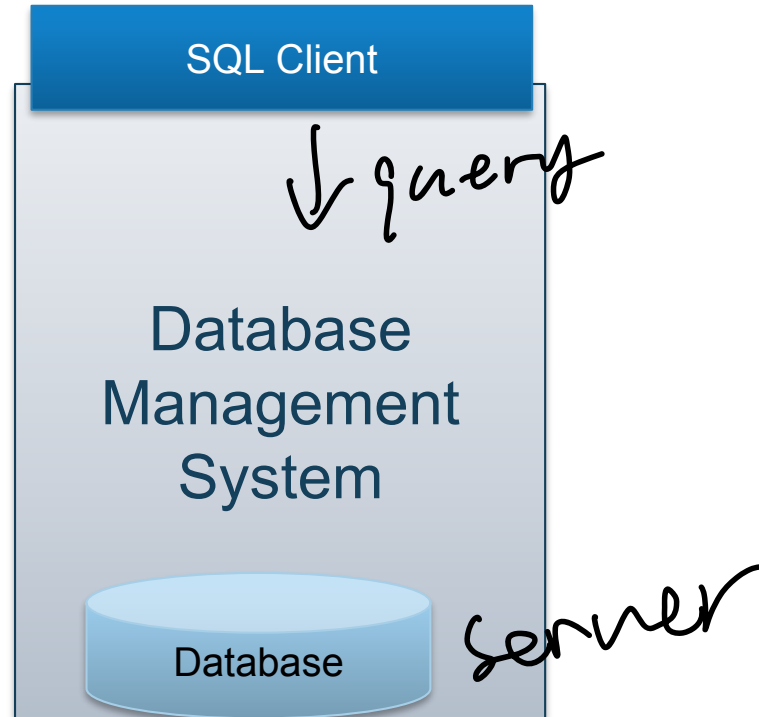 SQL Client
query
Database
Management
System
Database
server